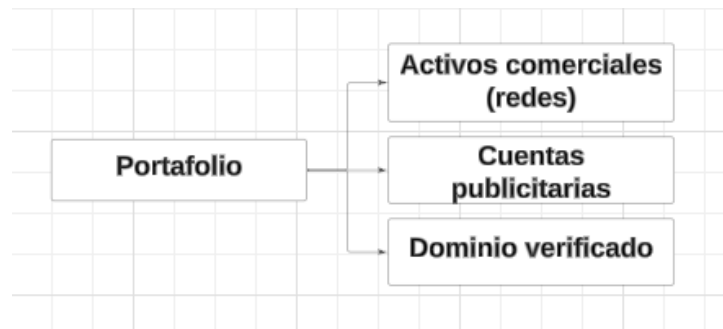 Portafolio
Activos comerciales
(redes)
Cuentas
publicitarias
Dominio verificado